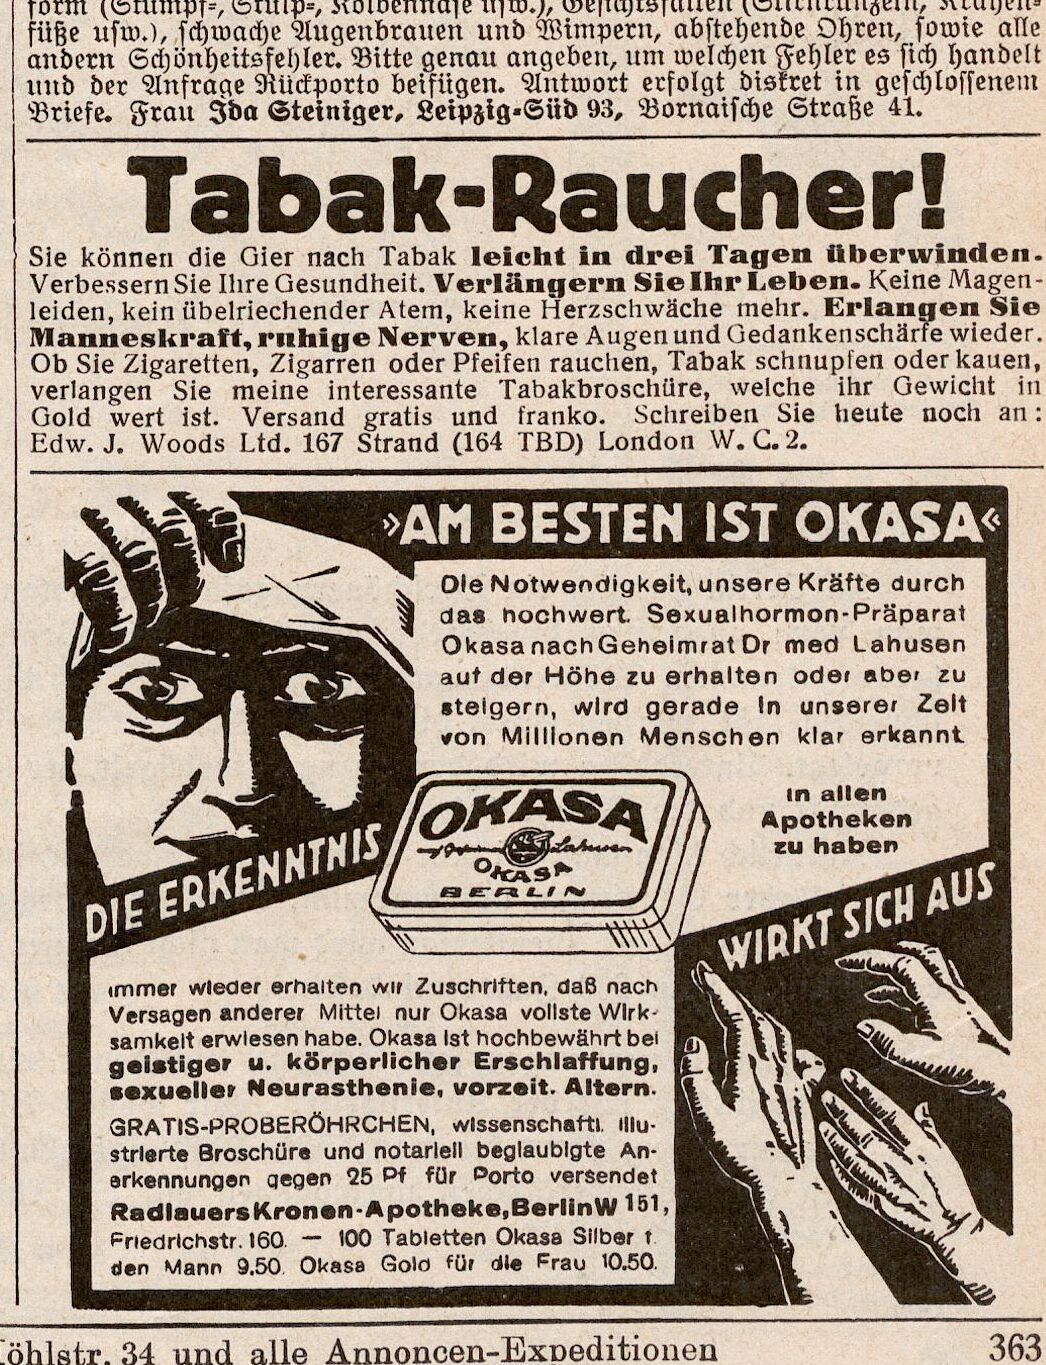 form (Stumpf-, Stulp-, Kolbennase usw.), Gesichtsfalten (Stirnrunzeln, Krähen-
füße usw.), schwache Augenbrauen und Wimpern, abstehende Ohren, sowie alle
andern Schönheitsfehler. Bitte genau angeben, um welchen Fehler es sich handelt
und der Anfrage Rückporto beifügen. Antwort erfolgt diskret in geschlossenem
Briefe. Frau Ida Steiniger, Leipzig-Süd 93, Bornaische Straße 41.
Tabak-Raucher!
Sie können die Gier nach Tabak leicht in drei Tagen überwinden.
Verbessern Sie Ihre Gesundheit. Verlängern Sie Ihr Leben. Keine Magen-
leiden, kein übelriechender Atem, keine Herzschwäche mehr. Erlangen Sie
Manneskraft, ruhige Nerven, klare Augen und Gedankenschärfe wieder.
Ob Sie Zigaretten, Zigarren oder Pfeifen rauchen, Tabak schnupfen oder kauen,
verlangen Sie meine interessante Tabakbroschüre, welche ihr Gewicht in
Gold wert ist. Versand gratis und franko. Schreiben Sie heute noch an:
Edw. J. Woods Ltd. 167 Strand (164 TBD) London W. C. 2.
»AM BESTEN IST OKASA«
Die Notwendigkeit, unsere Kräfte durch
das hochwert. Sexualhormon-Präparat
Okasa nach Geheimrat Dr med Lahusen
auf der Höhe zu erhalten oder aber zu
steigern, wird gerade in unserer Zeit
von Millionen Menschen klar erkannt
In allen
Apotheken
zu haben
OKASA
nach Geheimrat Lahusen
OKASA
BERLIN
DIE ERKENNTNIS
WIRKT SICH AUS
Immer wieder erhalten wir Zuschriften, daß nach
Versagen anderer Mittel nur Okasa vollste Wirk-
samkeit erwiesen habe. Okasa ist hochbewährt bei
geistiger u. körperlicher Erschlaffung,
sexueller Neurasthenie, vorzeit. Altern.
GRATIS-PROBERÖHRCHEN, wissenschaftl. illu-
strierte Broschüre und notariell beglaubigte An-
erkennungen gegen 25 Pf für Porto versendet
Radlauers Kronen-Apotheke, Berlin W 151,
Friedrichstr. 160. — 100 Tabletten Okasa Silber f.
den Mann 9.50. Okasa Gold für die Frau 10.50.
öhlstr. 34 und alle Annoncen-Expeditionen 363